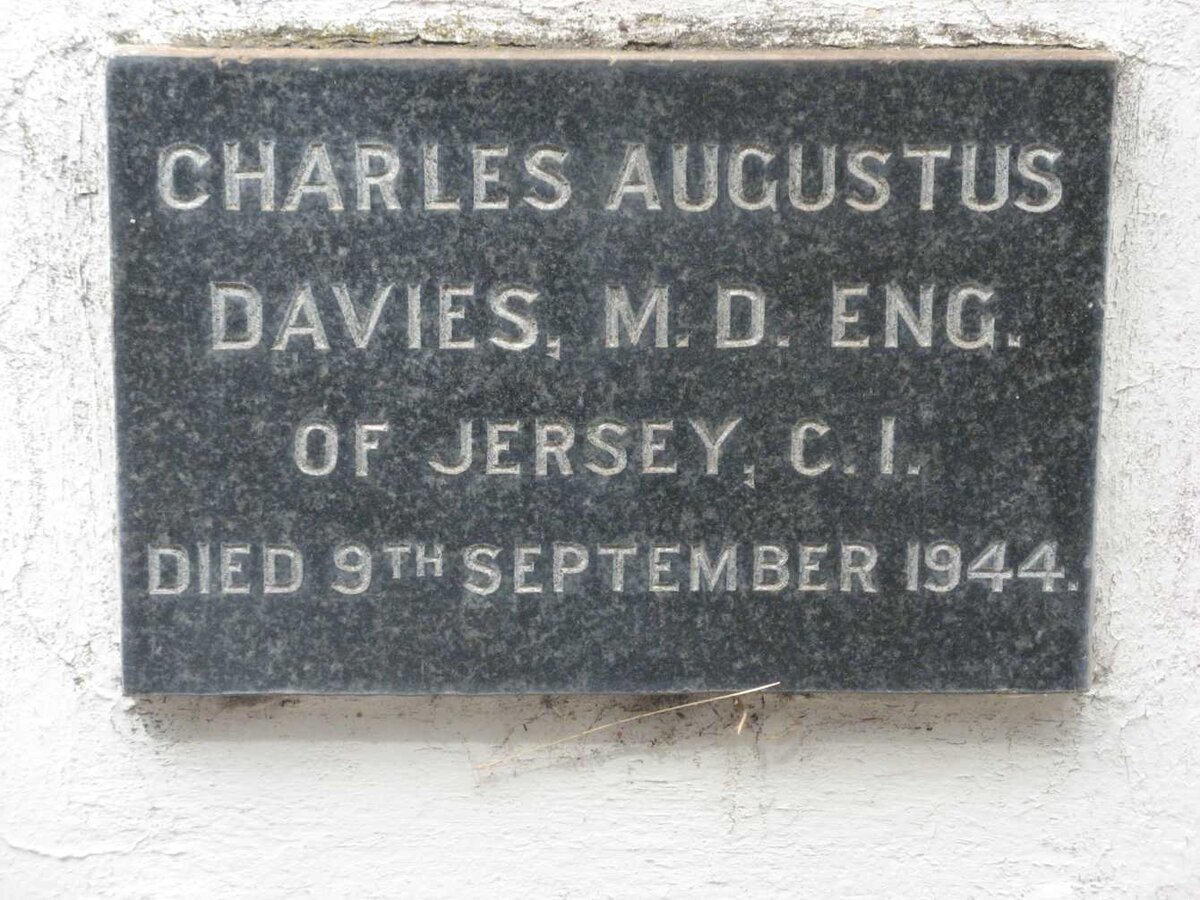 CHARLES AUGUSTUS
DAVIES, M.D. ENG.
OF JERSEY, C.I.
DIED 9TH SEPTEMBER 1944.